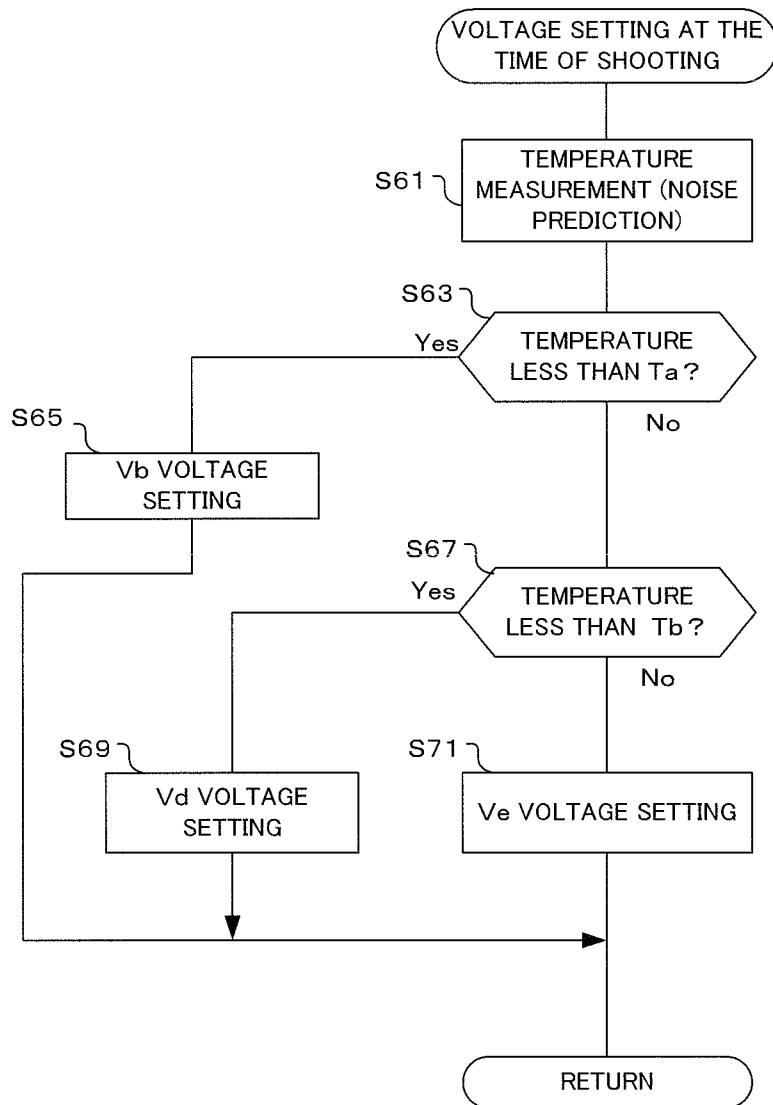 VOLTAGE SETTING AT THE
TIME OF SHOOTING
S61
TEMPERATURE
MEASUREMENT (NOISE
PREDICTION)
S63
TEMPERATURE
LESS THAN Ta?
Yes
No
S65
Vb VOLTAGE
SETTING
S67
TEMPERATURE
LESS THAN Tb?
Yes
No
S69
Vd VOLTAGE
SETTING
S71
Ve VOLTAGE SETTING
RETURN